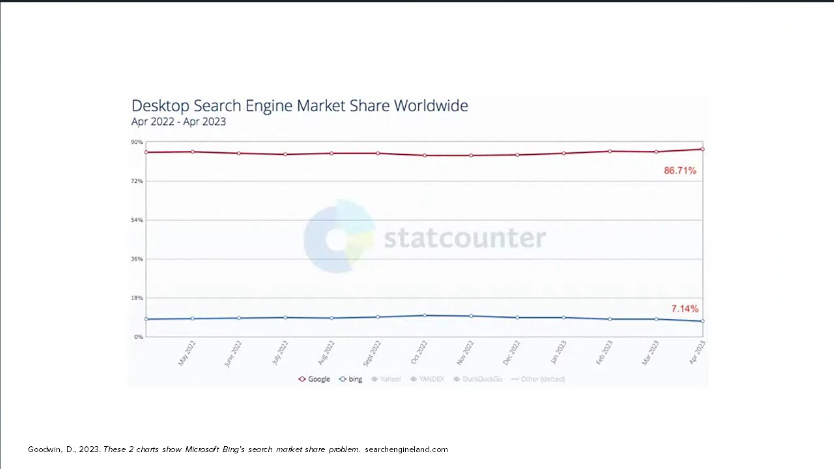 Desktop Search Engine Market Share Worldwide
Apr 2022 - Apr 2023
90%
86.71%
72%
54%
statcounter
36%
18%
7.14%
0%
May 2022 June 2022 July 2022 Aug 2022 Sept 2022 Oct 2022 Nov 2022 Dec 2022 Jan 2023 Feb 2023 Mar 2023 Apr 2023
Google bing Yahoo! YANDEX DuckDuckGo Other (dotted)
Goodwin, D., 2023. These 2 charts show Microsoft Bing's search market share problem. searchengineland.com